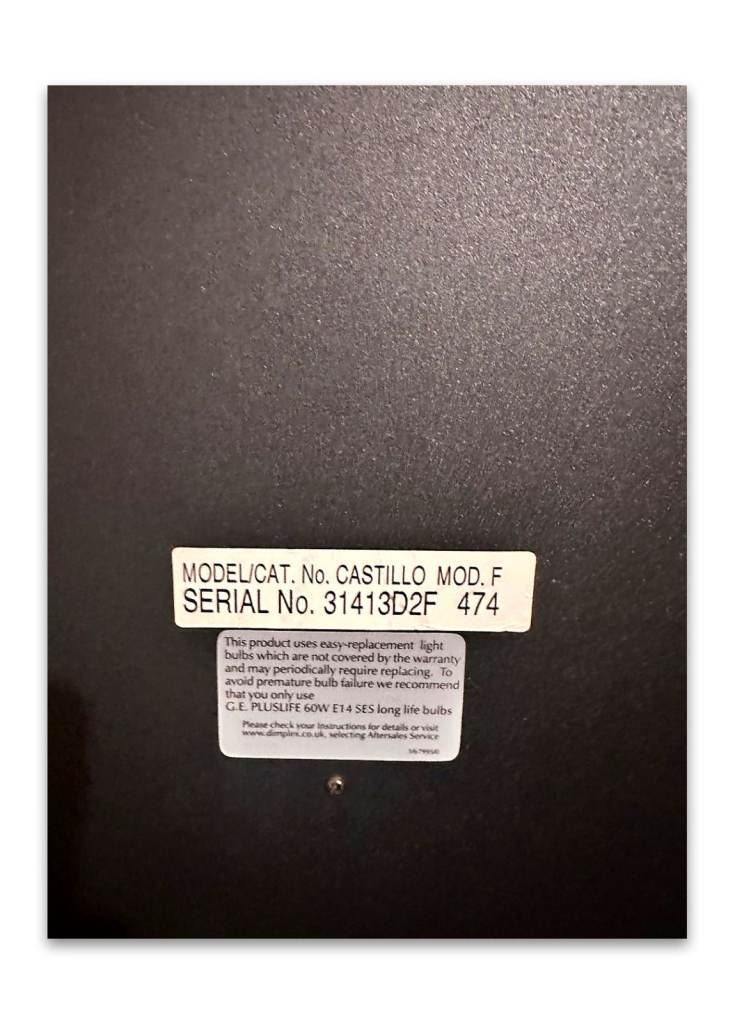 MODEL/CAT. No. CASTILLO MOD. F
SERIAL No. 31413D2F 474
This product uses easy-replacement light
bulbs which are not covered by the warranty
and may periodically require replacing. To
avoid premature bulb failure we recommend
that you only use
G.E. PLUSLIFE 60W E14 SES long life bulbs
Please check your Instructions for details or visit
www.dimplex.co.uk, selecting Aftersales Service